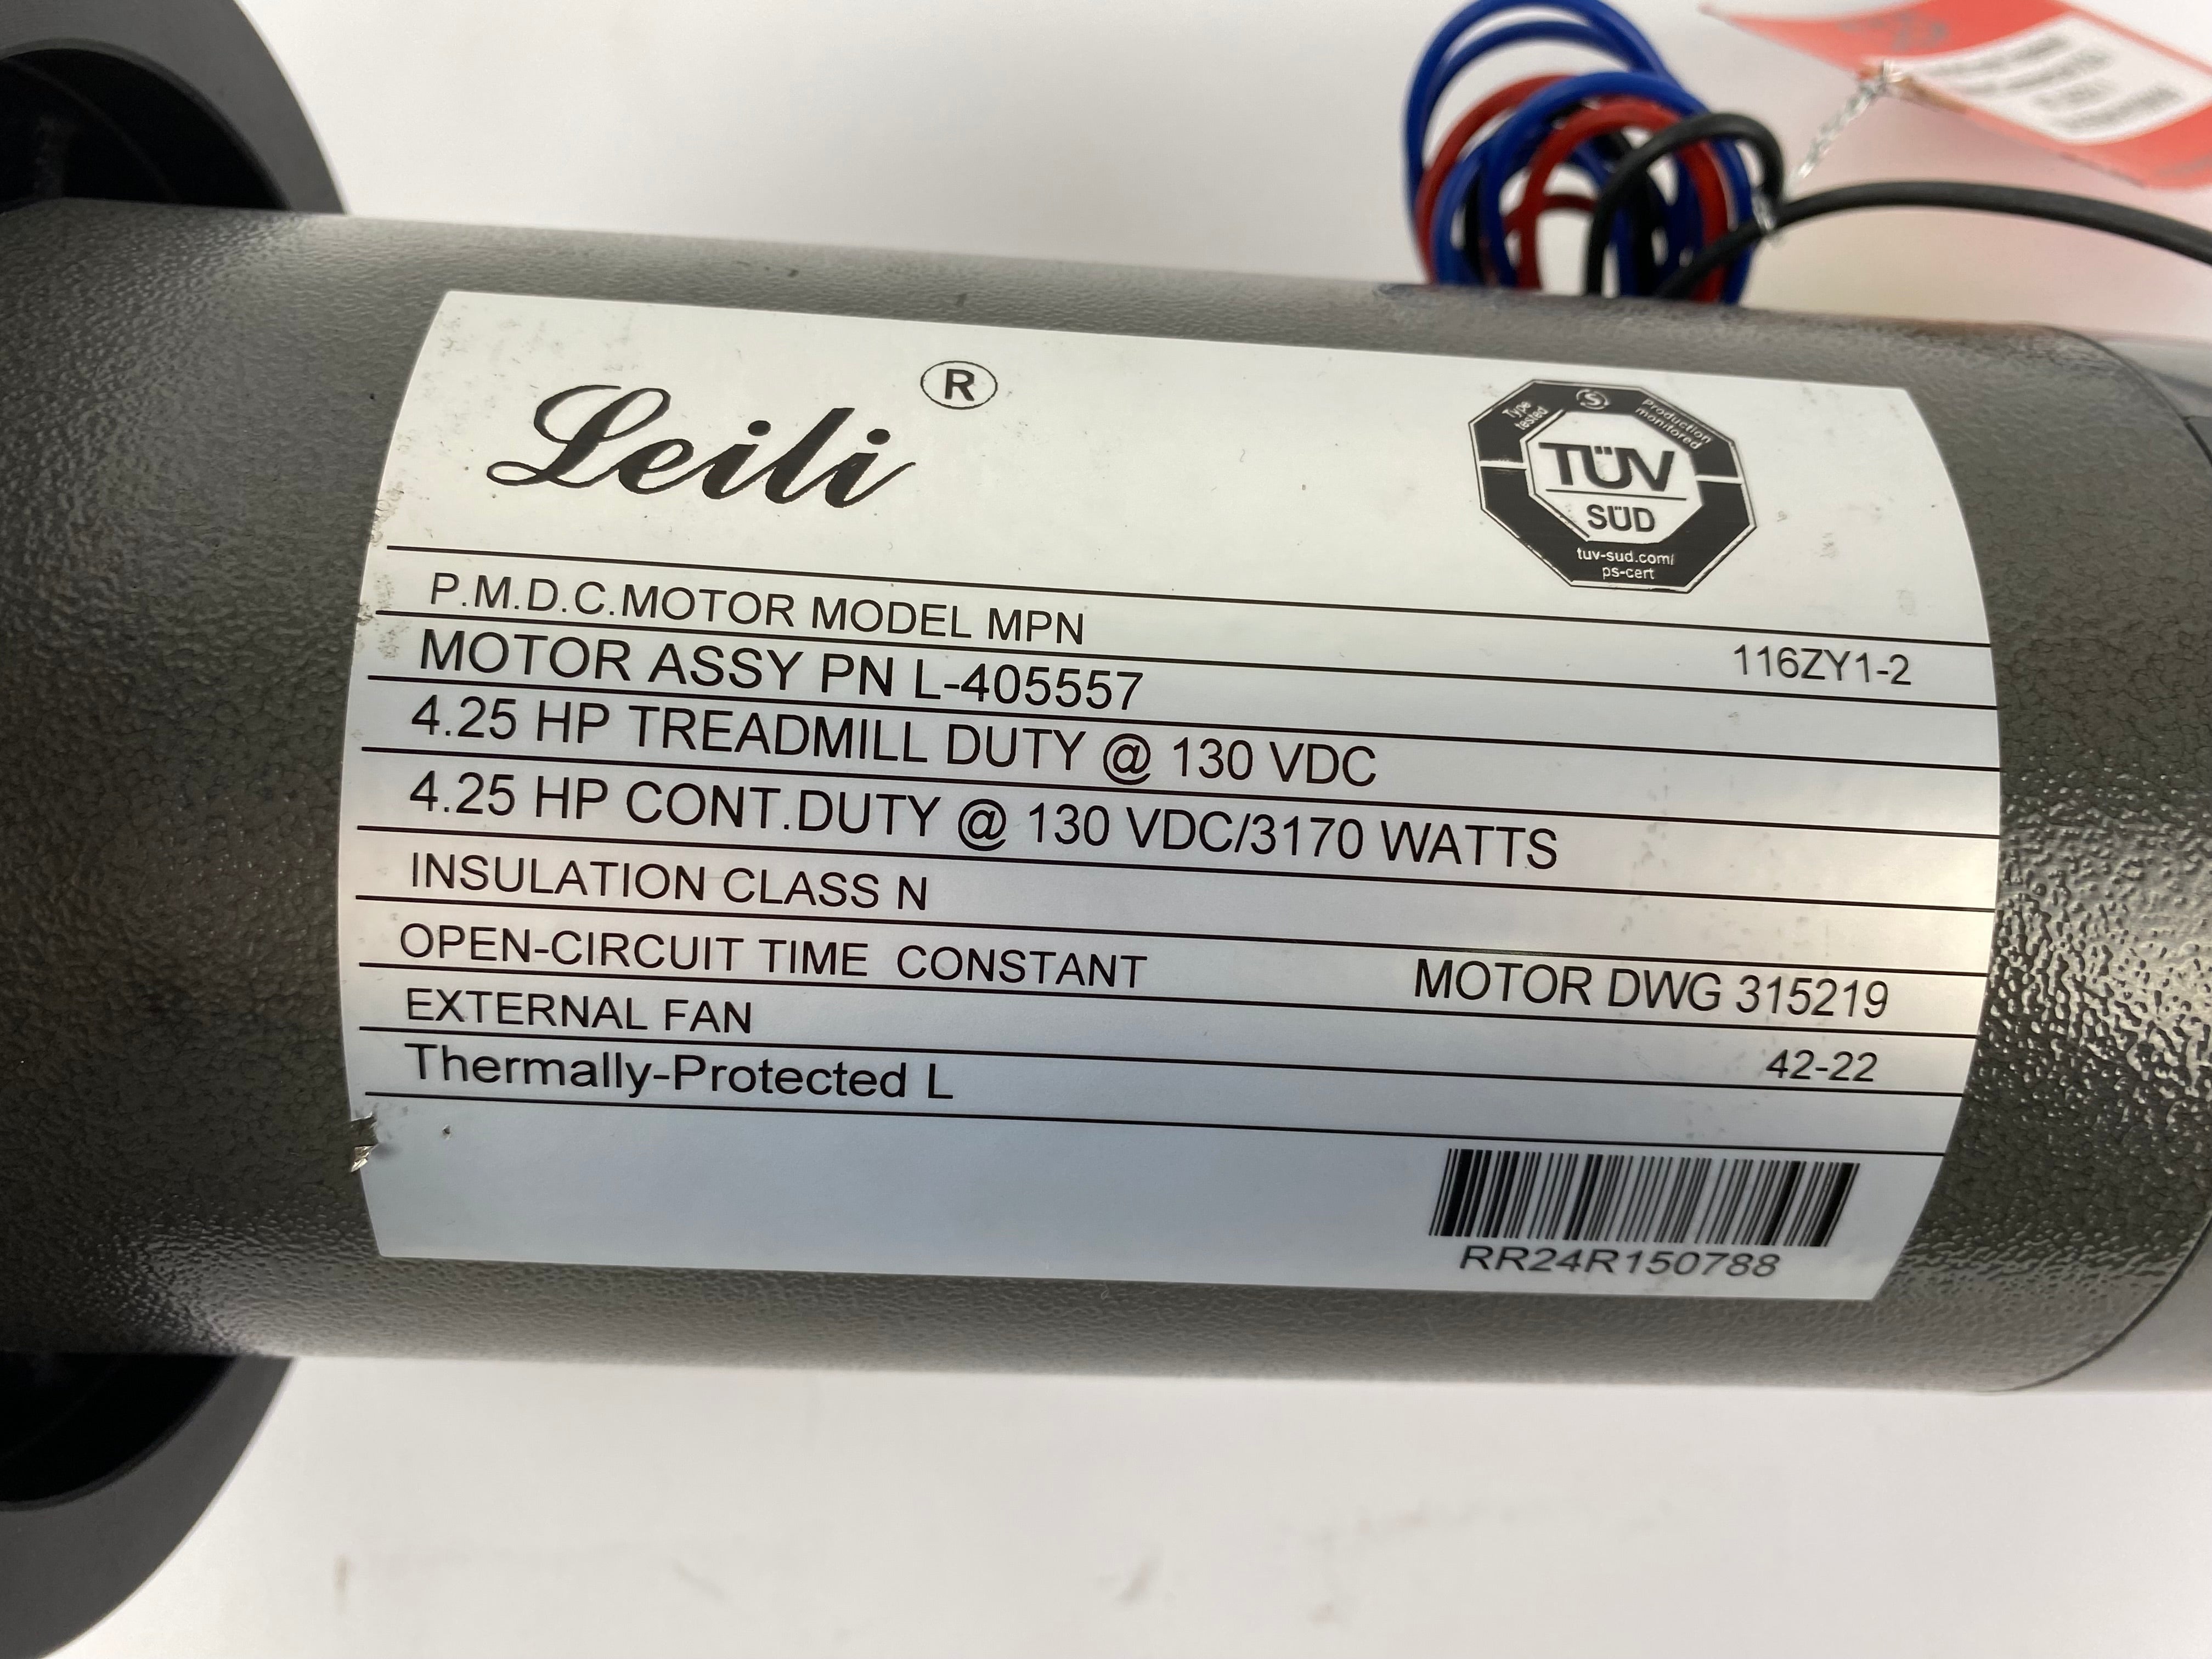 Leili ®
Type tested
S
Production monitored
TÜV
SÜD
tuv-sud.com/
ps-cert
P.M.D.C.MOTOR MODEL MPN 116ZY1-2
MOTOR ASSY PN L-405557
4.25 HP TREADMILL DUTY @ 130 VDC
4.25 HP CONT.DUTY @ 130 VDC/3170 WATTS
INSULATION CLASS N
OPEN-CIRCUIT TIME CONSTANT MOTOR DWG 315219
EXTERNAL FAN 42-22
Thermally-Protected L
RR24R150788